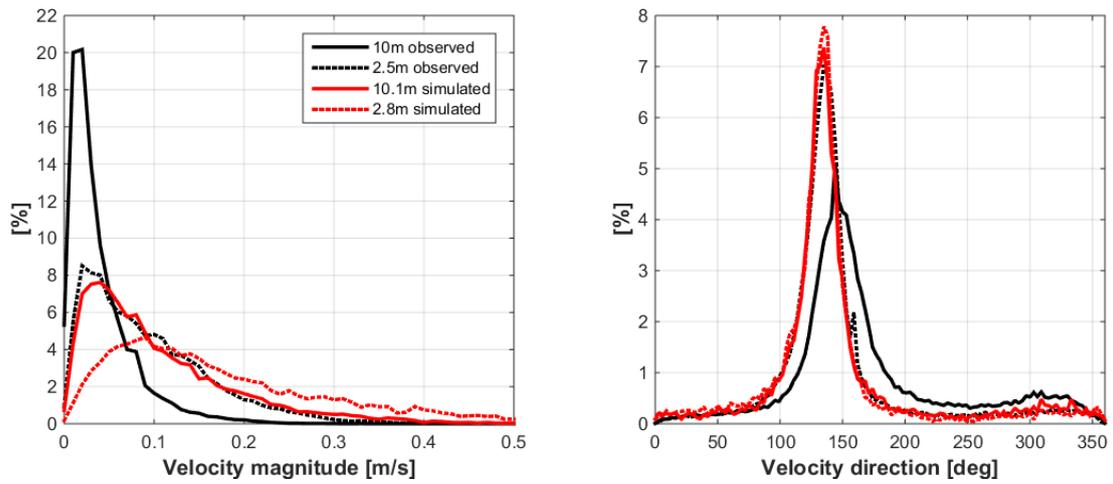 22
20
18
16
14
12
10
8
6
4
2
0
[%]
10m observed
2.5m observed
10.1m simulated
2.8m simulated
0 0.1 0.2 0.3 0.4 0.5
Velocity magnitude [m/s]
8
7
6
5
4
3
2
1
0
[%]
0 50 100 150 200 250 300 350
Velocity direction [deg]